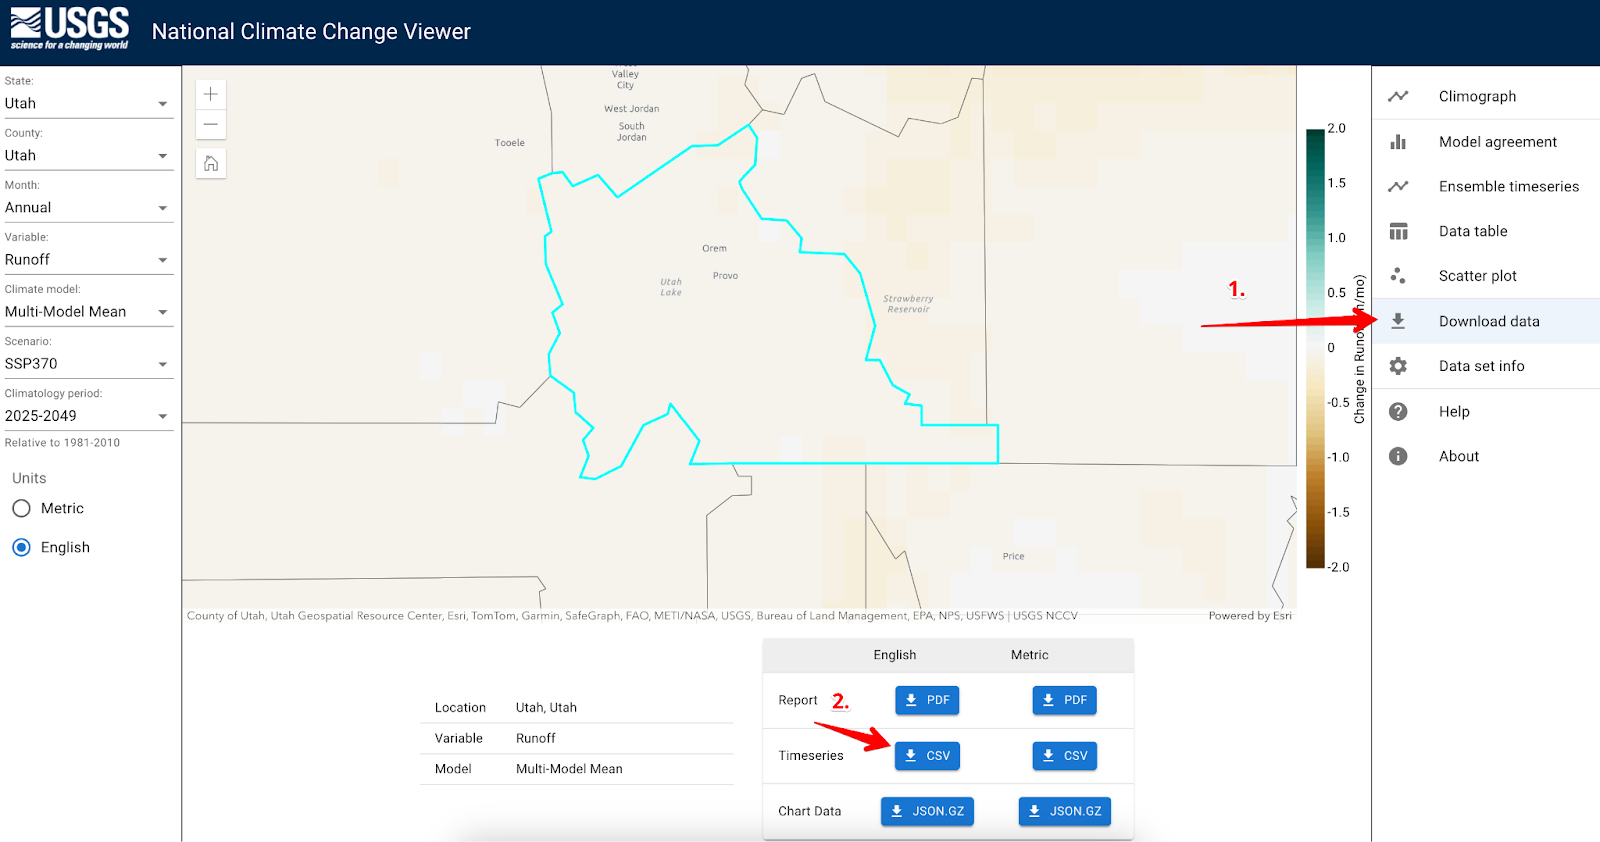 USGS
science for a changing world
National Climate Change Viewer
State:
Utah
County:
Utah
Month:
Annual
Variable:
Runoff
Climate model:
Multi-Model Mean
Scenario:
SSP370
Climatology period:
2025-2049
Relative to 1981-2010
Units
Metric
English
Valley
City
West Jordan
South
Jordan
Tooele
Orem
Provo
Utah
Lake
Strawberry
Reservoir
Price
1.
2.0
1.5
1.0
0.5
0
-0.5
-1.0
-1.5
-2.0
Change in Runo /mo)
County of Utah, Utah Geospatial Resource Center, Esri, TomTom, Garmin, SafeGraph, FAO, METI/NASA, USGS, Bureau of Land Management, EPA, NPS, USFWS | USGS NCCV
Powered by Esri
Climograph
Model agreement
Ensemble timeseries
Data table
Scatter plot
Download data
Data set info
Help
About
Location Utah, Utah
Variable Runoff
Model Multi-Model Mean
English Metric
Report 2. PDF PDF
Timeseries CSV CSV
Chart Data JSON.GZ JSON.GZ